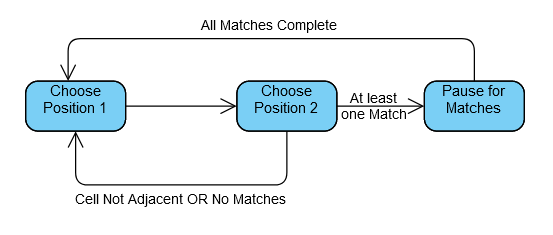 All Matches Complete
Choose
Position 1
Choose
Position 2
At least
one Match
Pause for
Matches
Cell Not Adjacent OR No Matches